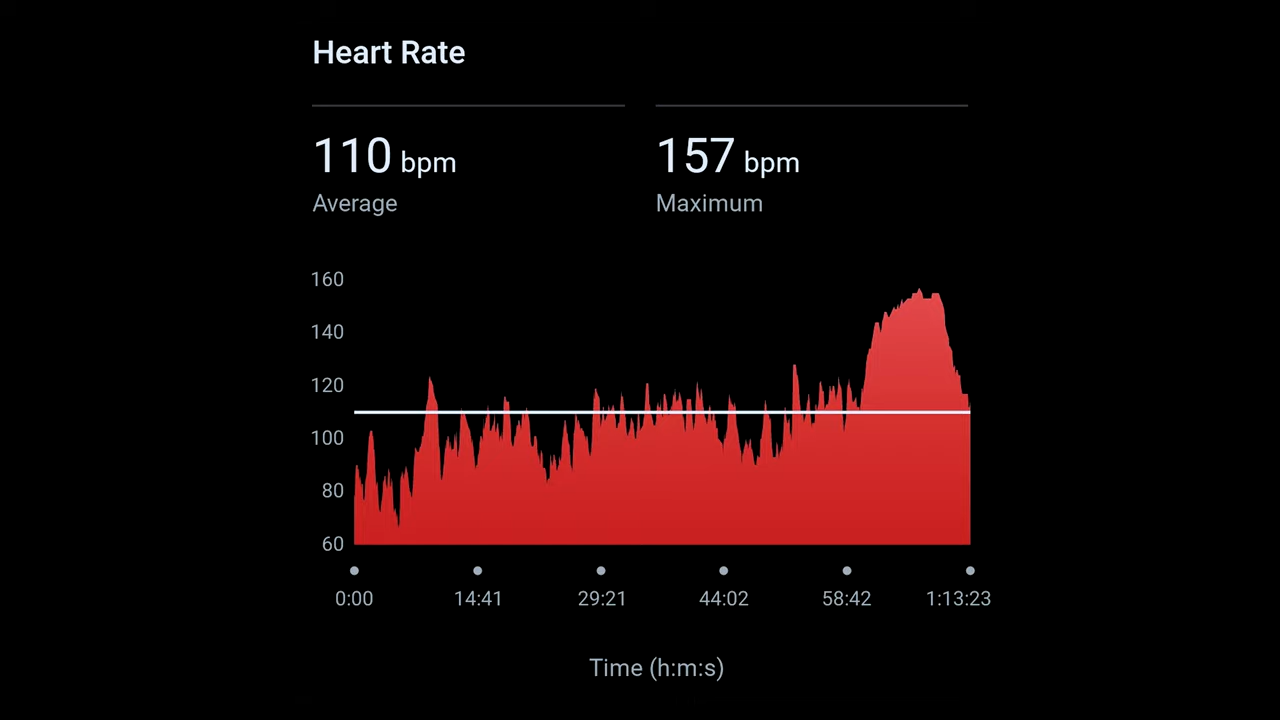 Heart Rate
110 bpm
157 bpm
Average
Maximum
160
140
120
100
80
60
0:00
14:41
29:21
44:02
58:42
1:13:23
Time (h:m:s)